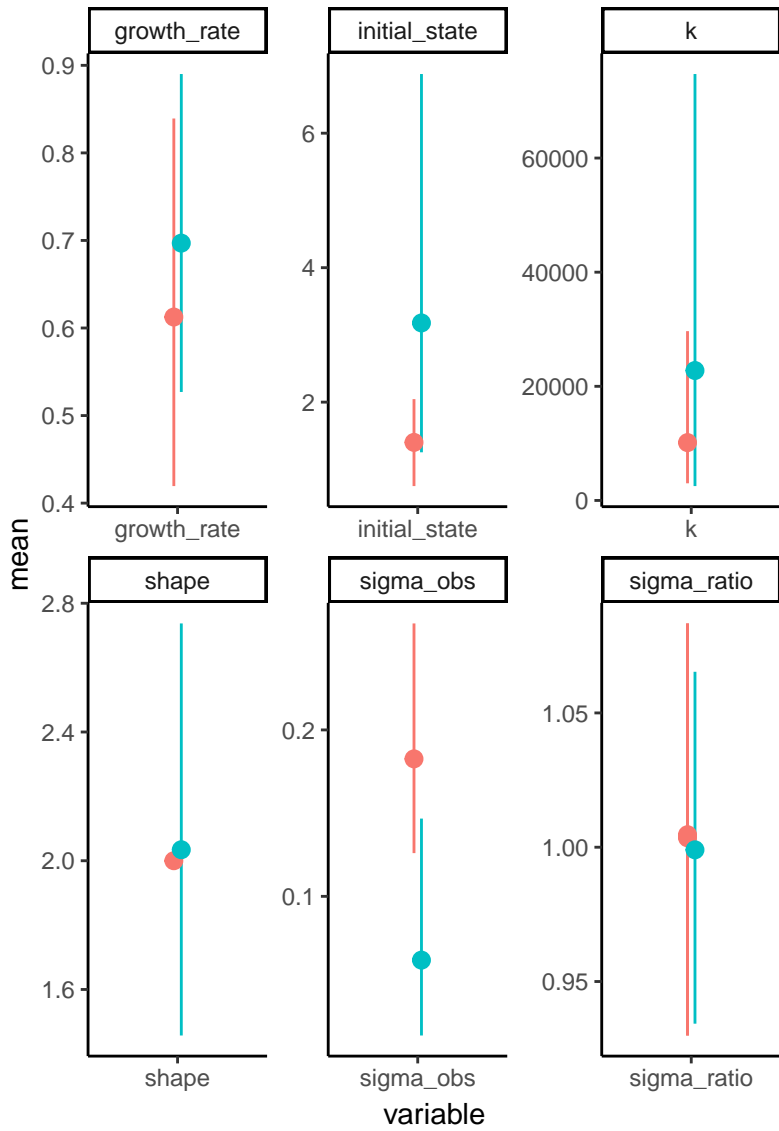 growth_rate
initial_state
k
0.9
0.8
0.7
0.6
0.5
0.4
6
4
2
60000
40000
20000
0
growth_rate
initial_state
k
mean
shape
sigma_obs
sigma_ratio
2.8
2.4
2.0
1.6
0.2
0.1
1.05
1.00
0.95
shape
sigma_obs
sigma_ratio
variable